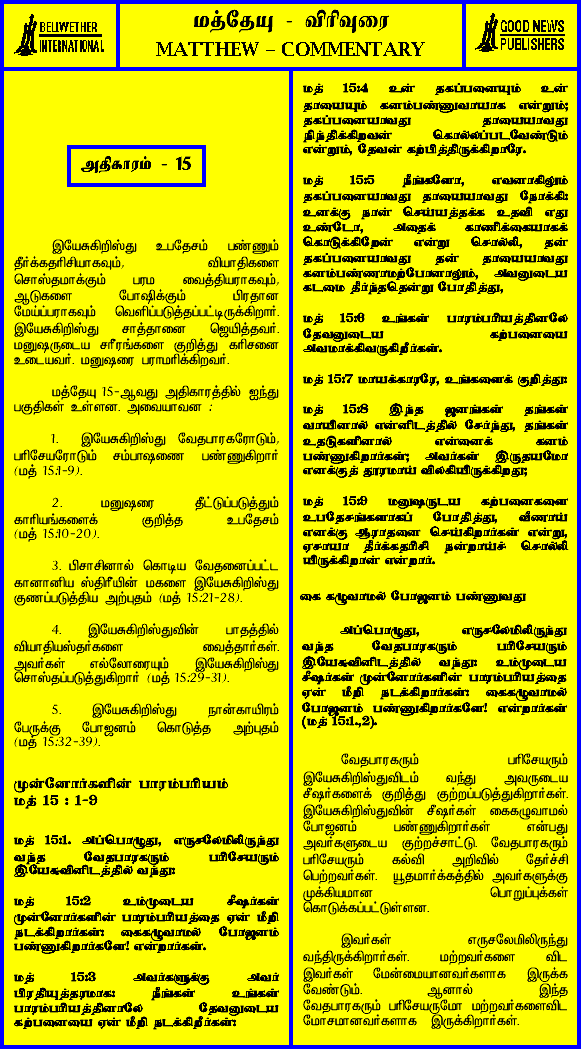 BELIWETHER
INTERNATIONAL
மத்தேயு - விரிவுரை
MATTHEW – COMMENTARY
GOOD NEWS
PUBLISHERS
அதிகாரம் - 15
இயேசுகிறிஸ்து உபதேசம் பண்ணும்
தீர்க்கதரிசியாகவும், வியாதிகளை
சொஸ்தமாக்கும் பரம வைத்தியராகவும்,
ஆடுகளை போஷிக்கும் பிரதான
மேய்ப்பராகவும் வெளிப்படுத்தப்பட்டிருக்கிறார்.
இயேசுகிறிஸ்து சாத்தானை ஜெயித்தவர்.
மனுஷருடைய சரீரங்களை குறித்து கரிசனை
உடையவர். மனுஷரை பராமரிக்கிறவர்.
மத்தேயு 15-ஆவது அதிகாரத்தில் ஐந்து
பகுதிகள் உள்ளன. அவையாவன :
1. இயேசுகிறிஸ்து வேதபாரகரோடும்,
பரிசேயரோடும் சம்பாஷணை பண்ணுகிறார்
(மத் 15:1-9).
2. மனுஷரை தீட்டுப்படுத்தும்
காரியங்களைக் குறித்த உபதேசம்
(மத் 15:10-20).
3. பிசாசினால் கொடிய வேதனைப்பட்ட
கானானிய ஸ்திரீயின் மகளை இயேசுகிறிஸ்து
குணப்படுத்திய அற்புதம் (மத் 15:21-28).
4. இயேசுகிறிஸ்துவின் பாதத்தில்
வியாதியஸ்தர்களை வைத்தார்கள்.
அவர்கள் எல்லோரையும் இயேசுகிறிஸ்து
சொஸ்தப்படுத்துகிறார் (மத் 15:29-31).
5. இயேசுகிறிஸ்து நான்காயிரம்
பேருக்கு போஜனம் கொடுத்த அற்புதம்
(மத் 15:32-39).
முன்னோர்களின் பாரம்பரியம்
மத் 15 : 1-9
மத் 15:1. அப்பொழுது, எருசலேமிலிருந்து
வந்த வேதபாரகரும் பரிசேயரும்
இயேசுவினிடத்தில் வந்து:
மத் 15:2 உம்முடைய சீஷர்கள்
முன்னோர்களின் பாரம்பரியத்தை ஏன் மீறி
நடக்கிறார்கள்: கைகழுவாமல் போஜனம்
பண்ணுகிறார்களே! என்றார்கள்.
மத் 15:3 அவர்களுக்கு அவர்
பிரதியுத்தரமாக: நீங்கள் உங்கள்
பாரம்பரியத்தினாலே தேவனுடைய
கற்பனையை ஏன் மீறி நடக்கிறீர்கள்:
மத் 15:4 உன் தகப்பனையும் உன்
தாயையும் கனம்பண்ணுவாயாக என்றும்;
தகப்பனையாவது தாயையாவது
நிந்திக்கிறவன் கொல்லப்படவேண்டும்
என்றும், தேவன் கற்பித்திருக்கிறாரே.
மத் 15:5 நீங்களோ, எவனாகிலும்
தகப்பனையாவது தாயையாவது நோக்கி:
உனக்கு நான் செய்யத்தக்க உதவி எது
உண்டோ, அதைக் காணிக்கையாகக்
கொடுக்கிறேன் என்று சொல்லி, தன்
தகப்பனையாவது தன் தாயையாவது
கனம்பண்ணாமற்போனாலும், அவனுடைய
கடமை தீர்ந்ததென்று போதித்து,
மத் 15:6 உங்கள் பாரம்பரியத்தினாலே
தேவனுடைய கற்பனையை
அவமாக்கிவருகிறீர்கள்.
மத் 15:7 மாயக்காரரே, உங்களைக் குறித்து:
மத் 15:8 இந்த ஜனங்கள் தங்கள்
வாயினால் என்னிடத்தில் சேர்ந்து, தங்கள்
உதடுகளினால் என்னைக் கனம்
பண்ணுகிறார்கள்; அவர்கள் இருதயமோ
எனக்குத் தூரமாய் விலகியிருக்கிறது;
மத் 15:9 மனுஷருடய கற்பனைகளை
உபதேசங்களாகப் போதித்து, வீணாய்
எனக்கு ஆராதனை செய்கிறார்கள் என்று,
ஏசாயா தீர்க்கதரிசி நன்றாய்ச் சொல்லி
யிருக்கிறான் என்றார்.
கை கழுவாமல் போஜனம் பண்ணுவது
அப்பொழுது, எருசலேமிலிருந்து
வந்த வேதபாரகரும் பரிசேயரும்
இயேசுவினிடத்தில் வந்து: உம்முடைய
சீஷர்கள் முன்னோர்களின் பாரம்பரியத்தை
ஏன் மீறி நடக்கிறார்கள்: கைகழுவாமல்
போஜனம் பண்ணுகிறார்களே! என்றார்கள்
(மத் 15:1.,2).
வேதபாரகரும் பரிசேயரும்
இயேசுகிறிஸ்துவிடம் வந்து அவருடைய
சீஷர்களைக் குறித்து குற்றப்படுத்துகிறார்கள்.
இயேசுகிறிஸ்துவின் சீஷர்கள் கைகழுவாமல்
போஜனம் பண்ணுகிறார்கள் என்பது
அவர்களுடைய குற்றச்சாட்டு. வேதபாரகரும்
பரிசேயரும் கல்வி அறிவில் தேர்ச்சி
பெற்றவர்கள். யூதமார்க்கத்தில் அவர்களுக்கு
முக்கியமான பொறுப்புக்கள்
கொடுக்கப்பட்டுள்ளன.
இவர்கள் எருசலேமிலிருந்து
வந்திருக்கிறார்கள். மற்றவர்களை விட
இவர்கள் மேன்மையானவர்களாக இருக்க
வேண்டும். ஆனால் இந்த
வேதபாரகரும் பரிசேயருமோ மற்றவர்களைவிட
மோசமானவர்களாக இருக்கிறார்கள்.